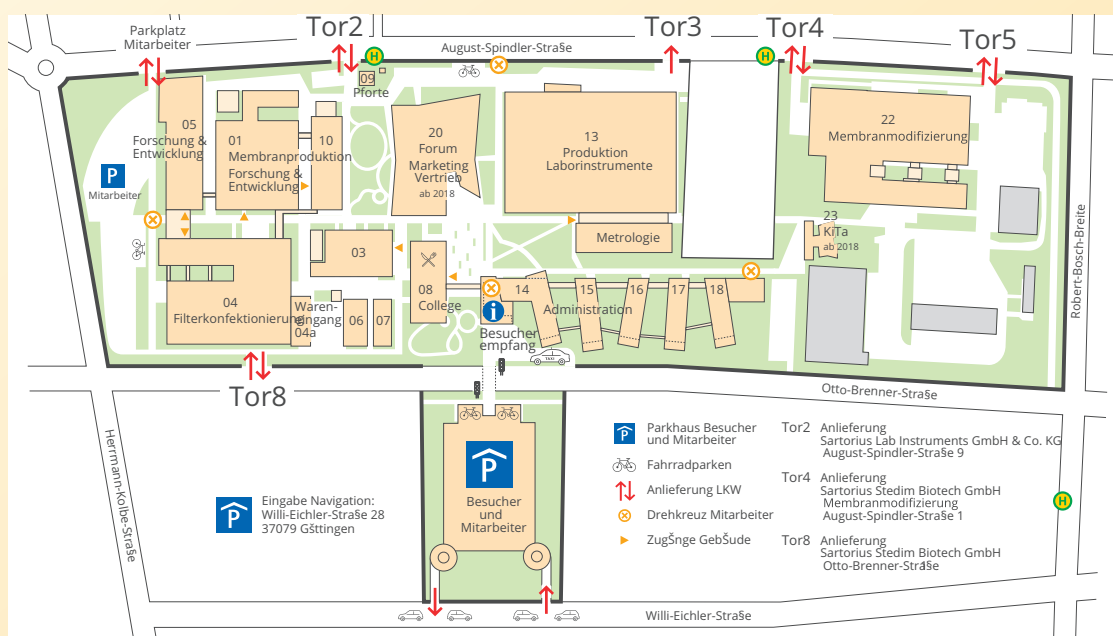 Parkplatz
Mitarbeiter
Tor2
H
August-Spindler-Straße
Tor3
H
Tor4
Tor5
09
Pforte
05
Forschung &
Entwicklung
01
Membranproduktion
Forschung &
Entwicklung
10
20
Forum
Marketing
Vertrieb
ab 2018
13
Produktion
Laborinstrumente
22
Membranmodifizierung
P
Mitarbeiter
Metrologie
23
KiTa
ab 2018
Robert-Bosch-Breite
03
08
College
04
Filterkonfektionierung
Waren-
eingang
04a
06
07
14
15
16
17
18
Administration
i
Besucher
empfang
TAXI
Tor8
Otto-Brenner-Straße
Herrmann-Kolbe-Straße
P
Besucher
und
Mitarbeiter
P
Eingabe Navigation:
Willi-Eichler-Straße 28
37079 Gšttingen
P
Parkhaus Besucher
und Mitarbeiter
Fahrradparken
Anlieferung LKW
Drehkreuz Mitarbeiter
ZugŠnge GebŠude
Tor2 Anlieferung
Sartorius Lab Instruments GmbH & Co. KG
August-Spindler-Straße 9
Tor4 Anlieferung
Sartorius Stedim Biotech GmbH
Membranmodifizierung
August-Spindler-Straße 1
Tor8 Anlieferung
Sartorius Stedim Biotech GmbH
Otto-Brenner-Straße
H
Willi-Eichler-Straße